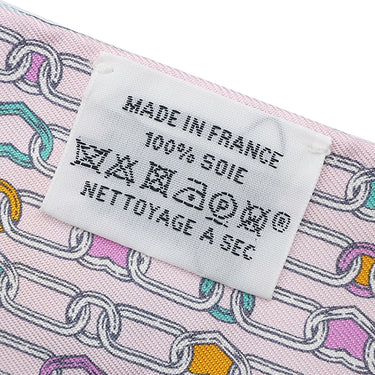 MADE IN FRANCE
100% SOIE
Ⓟ ®
NETTOYAGE A SEC